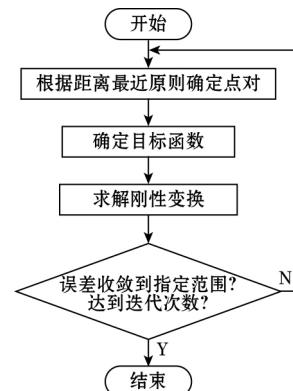 开始
根据距离最近原则确定点对
确定目标函数
求解刚性变换
误差收敛到指定范围?
达到迭代次数?
N
Y
结束